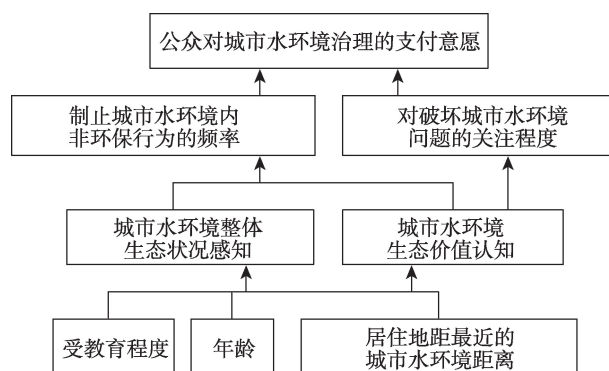 公众对城市水环境治理的支付意愿
制止城市水环境内
非环保行为的频率
对破坏城市水环境
问题的关注程度
城市水环境整体
生态状况感知
城市水环境
生态价值认知
受教育程度
年龄
居住地距最近的
城市水环境距离